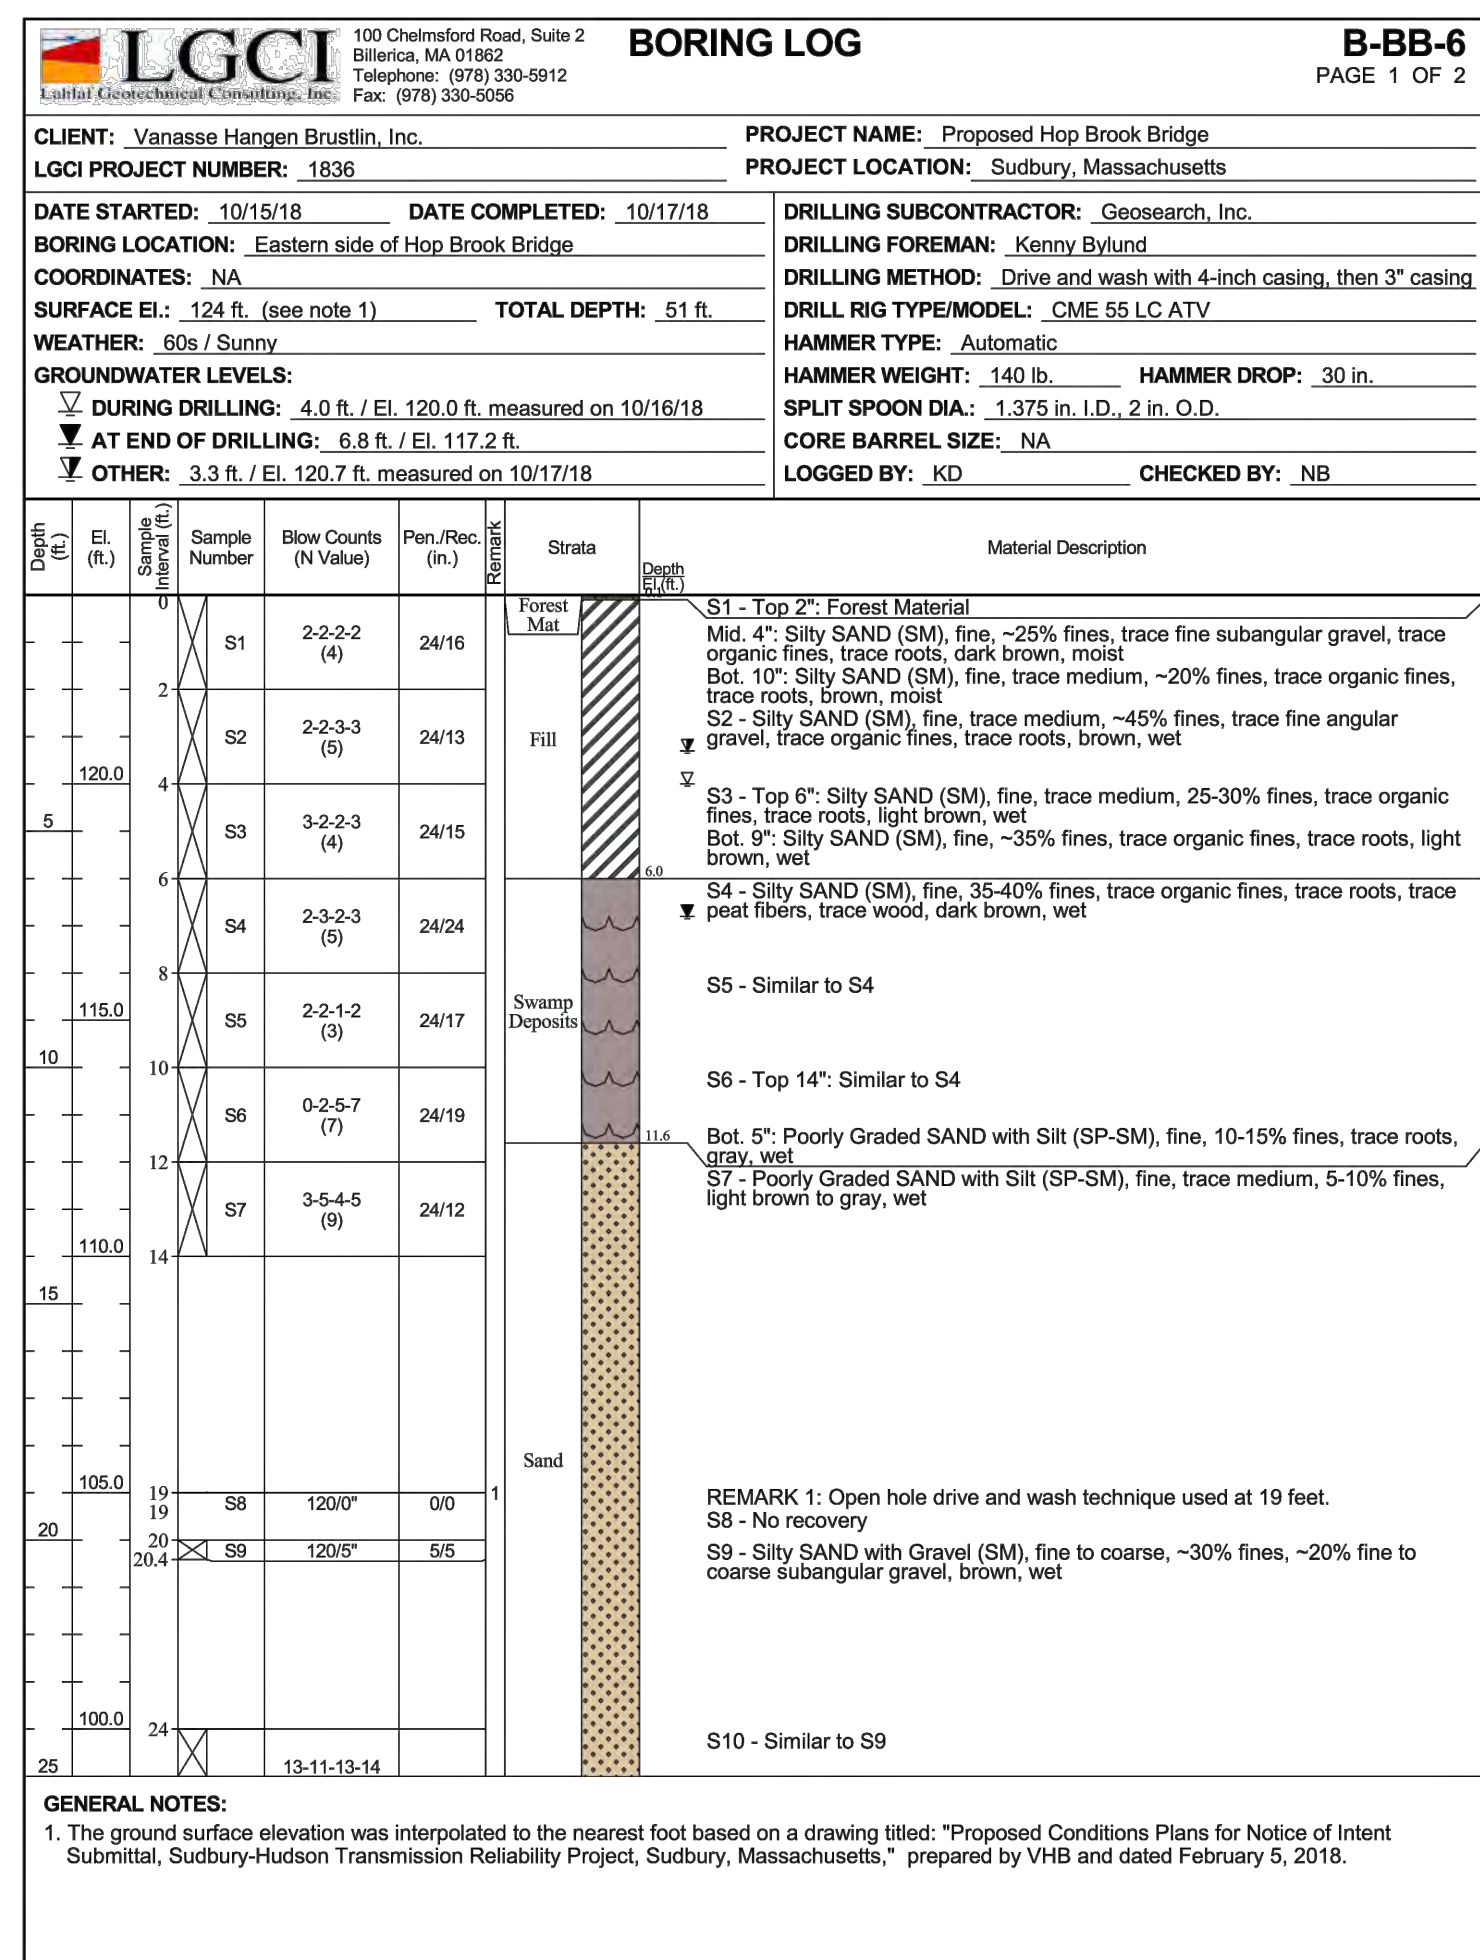 LGCI
Lahlaf Geotechnical Consulting, Inc.
100 Chelmsford Road, Suite 2
Billerica, MA 01862
Telephone: (978) 330-5912
Fax: (978) 330-5056
BORING LOG
B-BB-6
PAGE 1 OF 2
CLIENT: Vanasse Hangen Brustlin, Inc.
PROJECT NAME: Proposed Hop Brook Bridge
LGCI PROJECT NUMBER: 1836
PROJECT LOCATION: Sudbury, Massachusetts
DATE STARTED: 10/15/18 DATE COMPLETED: 10/17/18
BORING LOCATION: Eastern side of Hop Brook Bridge
COORDINATES: NA
SURFACE El.: 124 ft. (see note 1) TOTAL DEPTH: 51 ft.
WEATHER: 60s / Sunny
GROUNDWATER LEVELS:
DURING DRILLING: 4.0 ft. / El. 120.0 ft. measured on 10/16/18
AT END OF DRILLING: 6.8 ft. / El. 117.2 ft.
OTHER: 3.3 ft. / El. 120.7 ft. measured on 10/17/18
DRILLING SUBCONTRACTOR: Geosearch, Inc.
DRILLING FOREMAN: Kenny Bylund
DRILLING METHOD: Drive and wash with 4-inch casing, then 3" casing
DRILL RIG TYPE/MODEL: CME 55 LC ATV
HAMMER TYPE: Automatic
HAMMER WEIGHT: 140 lb. HAMMER DROP: 30 in.
SPLIT SPOON DIA.: 1.375 in. I.D., 2 in. O.D.
CORE BARREL SIZE: NA
LOGGED BY: KD CHECKED BY: NB
Depth
(ft.)
El.
(ft.)
Sample
Interval (ft.)
Sample
Number
Blow Counts
(N Value)
Pen./Rec.
(in.)
Remark
Strata
Depth
El.(ft.)
Material Description
0
Forest
Mat
0.1
S1 - Top 2": Forest Material
S1
2-2-2-2
(4)
24/16
Mid. 4": Silty SAND (SM), fine, ~25% fines, trace fine subangular gravel, trace
organic fines, trace roots, dark brown, moist
Bot. 10": Silty SAND (SM), fine, trace medium, ~20% fines, trace organic fines,
trace roots, brown, moist
2
S2
2-2-3-3
(5)
24/13
Fill
S2 - Silty SAND (SM), fine, trace medium, ~45% fines, trace fine angular
gravel, trace organic fines, trace roots, brown, wet
120.0
4
5
S3
3-2-2-3
(4)
24/15
S3 - Top 6": Silty SAND (SM), fine, trace medium, 25-30% fines, trace organic
fines, trace roots, light brown, wet
Bot. 9": Silty SAND (SM), fine, ~35% fines, trace organic fines, trace roots, light
brown, wet
6
6.0
S4
2-3-2-3
(5)
24/24
S4 - Silty SAND (SM), fine, 35-40% fines, trace organic fines, trace roots, trace
peat fibers, trace wood, dark brown, wet
8
115.0
S5
2-2-1-2
(3)
24/17
Swamp
Deposits
S5 - Similar to S4
10
10
S6
0-2-5-7
(7)
24/19
S6 - Top 14": Similar to S4
11.6
Bot. 5": Poorly Graded SAND with Silt (SP-SM), fine, 10-15% fines, trace roots,
gray, wet
12
S7
3-5-4-5
(9)
24/12
S7 - Poorly Graded SAND with Silt (SP-SM), fine, trace medium, 5-10% fines,
light brown to gray, wet
110.0
14
15
Sand
105.0
19
19
S8
120/0"
0/0
1
REMARK 1: Open hole drive and wash technique used at 19 feet.
S8 - No recovery
20
20
20.4
S9
120/5"
5/5
S9 - Silty SAND with Gravel (SM), fine to coarse, ~30% fines, ~20% fine to
coarse subangular gravel, brown, wet
100.0
24
S10 - Similar to S9
25
13-11-13-14
GENERAL NOTES:
1. The ground surface elevation was interpolated to the nearest foot based on a drawing titled: "Proposed Conditions Plans for Notice of Intent
Submittal, Sudbury-Hudson Transmission Reliability Project, Sudbury, Massachusetts," prepared by VHB and dated February 5, 2018.